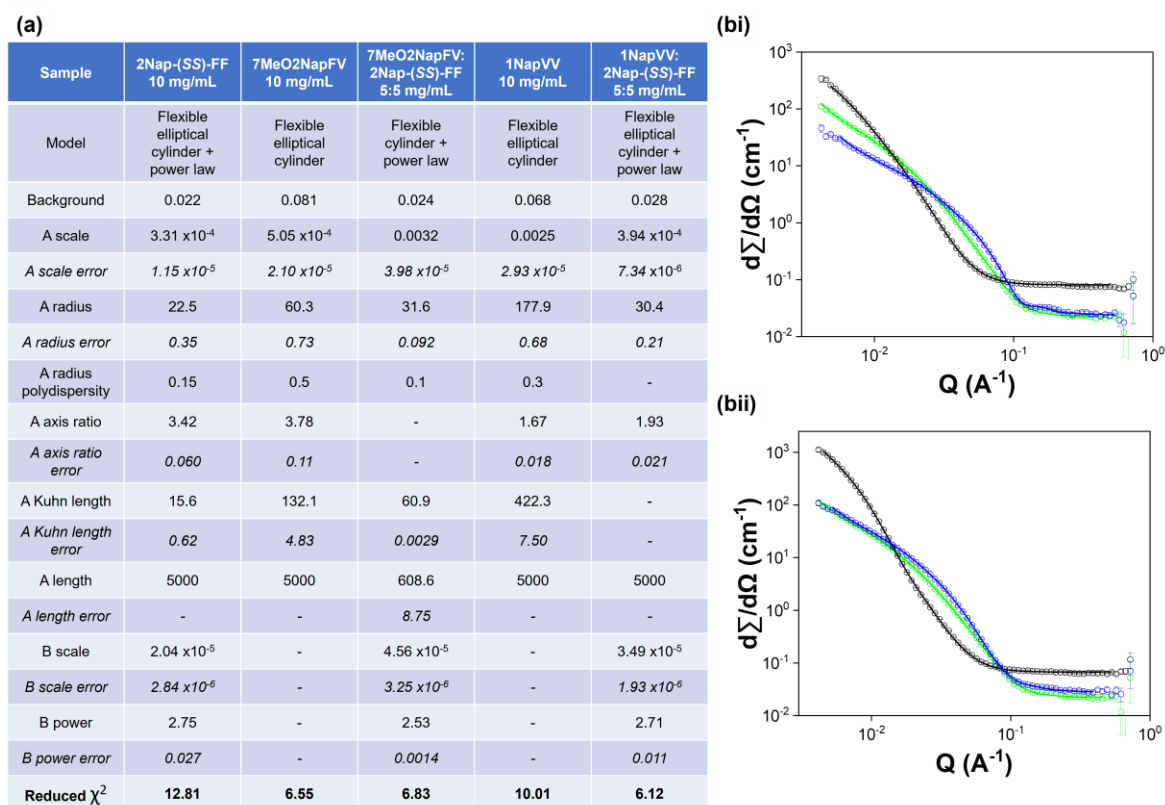 (a)
Sample 2Nap-(SS)-FF 10 mg/mL 7MeO2NapFV 10 mg/mL 7MeO2NapFV: 2Nap-(SS)-FF 5:5 mg/mL 1NapVV 10 mg/mL 1NapVV: 2Nap-(SS)-FF 5:5 mg/mL
Model Flexible elliptical cylinder + power law Flexible elliptical cylinder Flexible cylinder + power law Flexible elliptical cylinder Flexible elliptical cylinder + power law
Background 0.022 0.081 0.024 0.068 0.028
A scale 3.31 x10⁻⁴ 5.05 x10⁻⁴ 0.0032 0.0025 3.94 x10⁻⁴
A scale error 1.15 x10⁻⁵ 2.10 x10⁻⁵ 3.98 x10⁻⁵ 2.93 x10⁻⁵ 7.34 x10⁻⁶
A radius 22.5 60.3 31.6 177.9 30.4
A radius error 0.35 0.73 0.092 0.68 0.21
A radius polydispersity 0.15 0.5 0.1 0.3 -
A axis ratio 3.42 3.78 - 1.67 1.93
A axis ratio error 0.060 0.11 - 0.018 0.021
A Kuhn length 15.6 132.1 60.9 422.3 -
A Kuhn length error 0.62 4.83 0.0029 7.50 -
A length 5000 5000 608.6 5000 5000
A length error - - 8.75 - -
B scale 2.04 x10⁻⁵ - 4.56 x10⁻⁵ - 3.49 x10⁻⁵
B scale error 2.84 x10⁻⁶ - 3.25 x10⁻⁶ - 1.93 x10⁻⁶
B power 2.75 - 2.53 - 2.71
B power error 0.027 - 0.0014 - 0.011
Reduced χ² 12.81 6.55 6.83 10.01 6.12
(bi)
dΣ/dΩ (cm⁻¹)
10³
10²
10¹
10⁰
10⁻¹
10⁻²
10⁻² 10⁻¹ 10⁰
Q (A⁻¹)
(bii)
dΣ/dΩ (cm⁻¹)
10³
10²
10¹
10⁰
10⁻¹
10⁻²
10⁻² 10⁻¹ 10⁰
Q (A⁻¹)